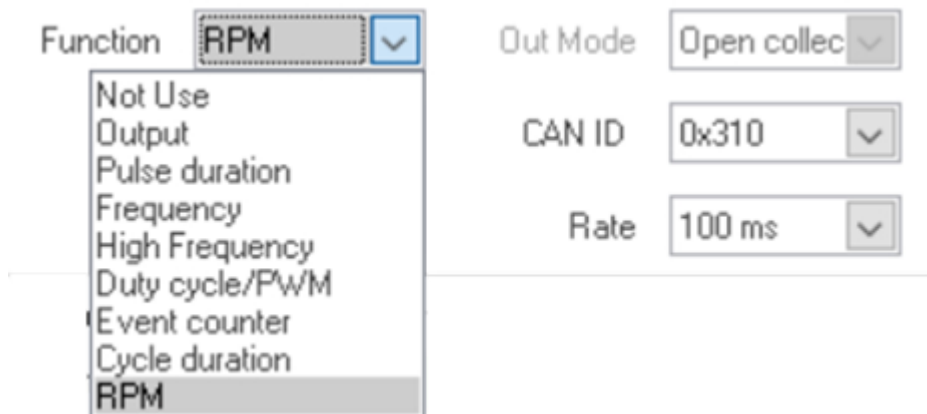 Function RPM Out Mode Open collec
Not Use
Output CAN ID 0x310
Pulse duration
Frequency Rate 100 ms
High Frequency
Duty cycle/PWM
Event counter
Cycle duration
RPM